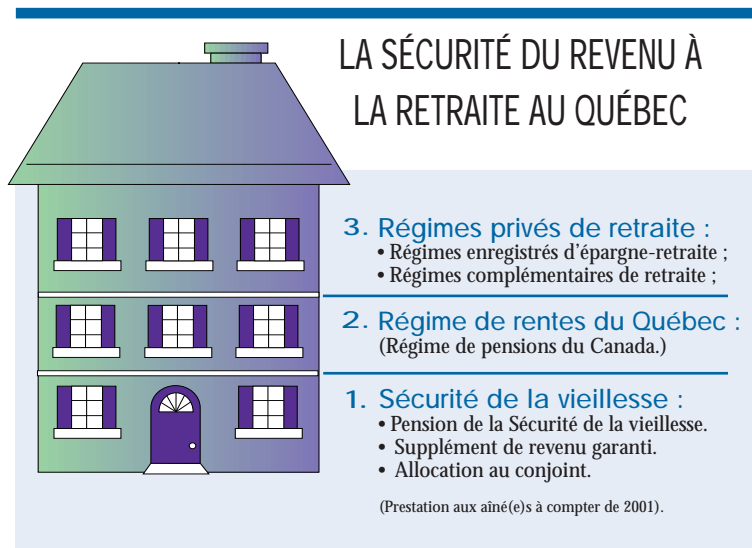 LA SÉCURITÉ DU REVENU À
LA RETRAITE AU QUÉBEC
3. Régimes privés de retraite :
• Régimes enregistrés d'épargne-retraite ;
• Régimes complémentaires de retraite ;
2. Régime de rentes du Québec :
(Régime de pensions du Canada.)
1. Sécurité de la vieillesse :
• Pension de la Sécurité de la vieillesse.
• Supplément de revenu garanti.
• Allocation au conjoint.
(Prestation aux aîné(e)s à compter de 2001).